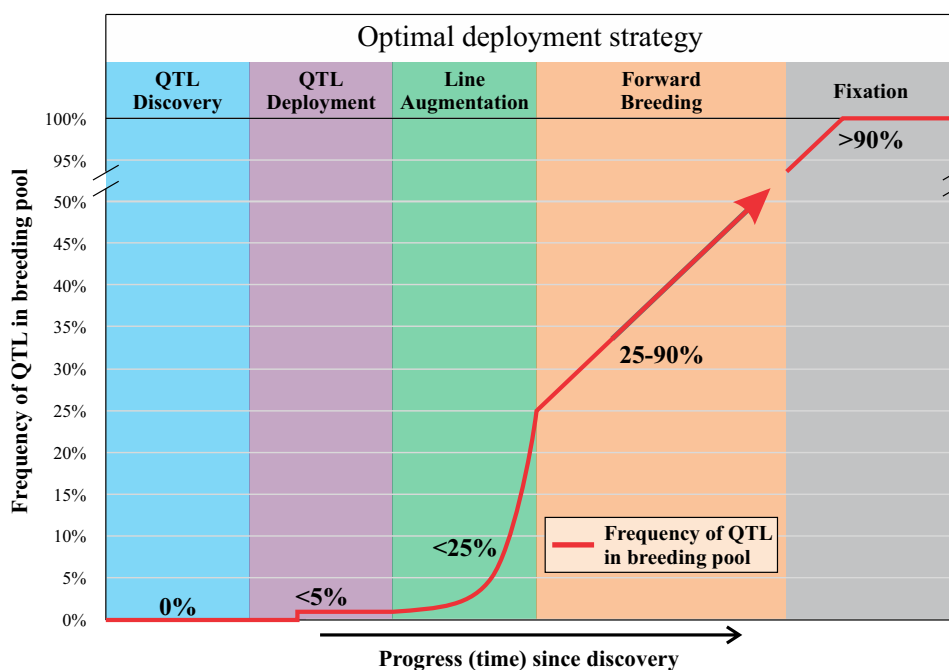 Optimal deployment strategy
QTL
Discovery
QTL
Deployment
Line
Augmentation
Forward
Breeding
Fixation
100%
95%
50%
45%
40%
35%
30%
25%
20%
15%
10%
5%
0%
Frequency of QTL in breeding pool
0%
<5%
<25%
25-90%
>90%
Frequency of QTL
in breeding pool
Progress (time) since discovery